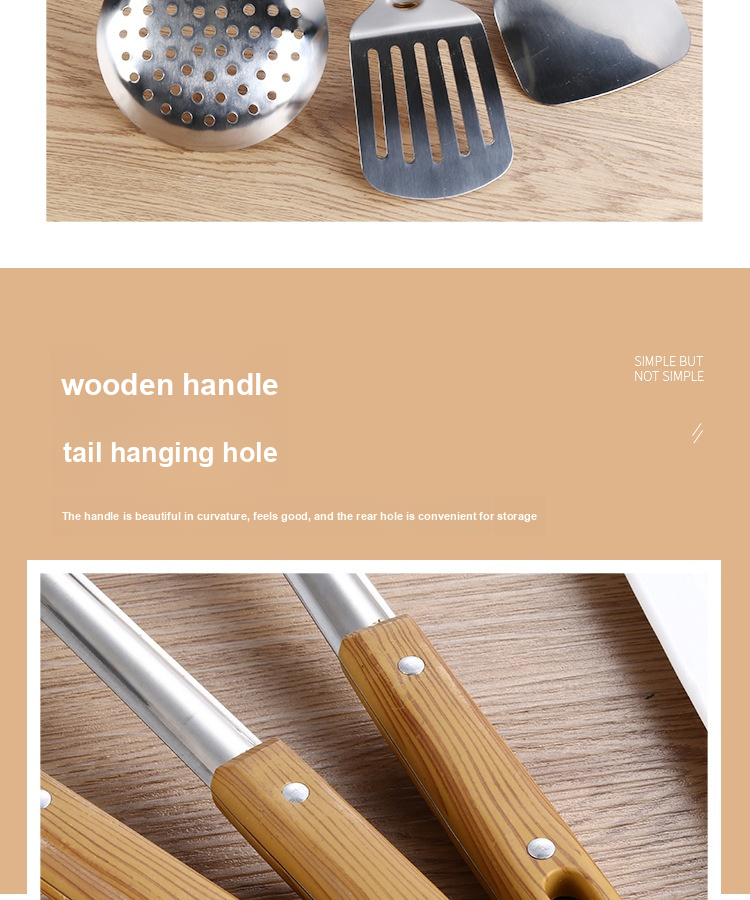 wooden handle
SIMPLE BUT
NOT SIMPLE
tail hanging hole
The handle is beautiful in curvature, feels good, and the rear hole is convenient for storage